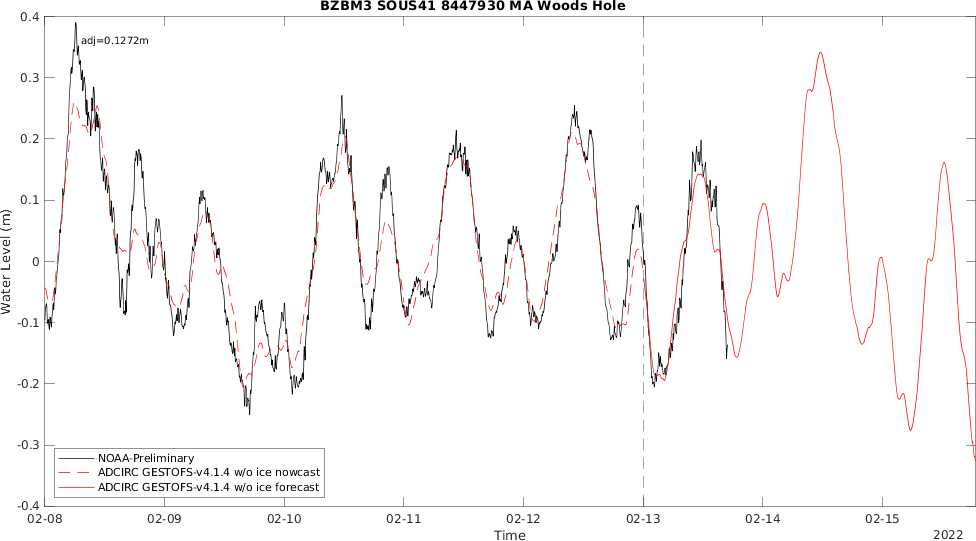 BZBM3 SOUS41 8447930 MA Woods Hole
adj=0.1272m
0.4
0.3
0.2
0.1
0
-0.1
-0.2
-0.3
-0.4
Water Level (m)
NOAA-Preliminary
ADCIRC GESTOFS-v4.1.4 w/o ice nowcast
ADCIRC GESTOFS-v4.1.4 w/o ice forecast
02-08 02-09 02-10 02-11 02-12 02-13 02-14 02-15
Time
2022